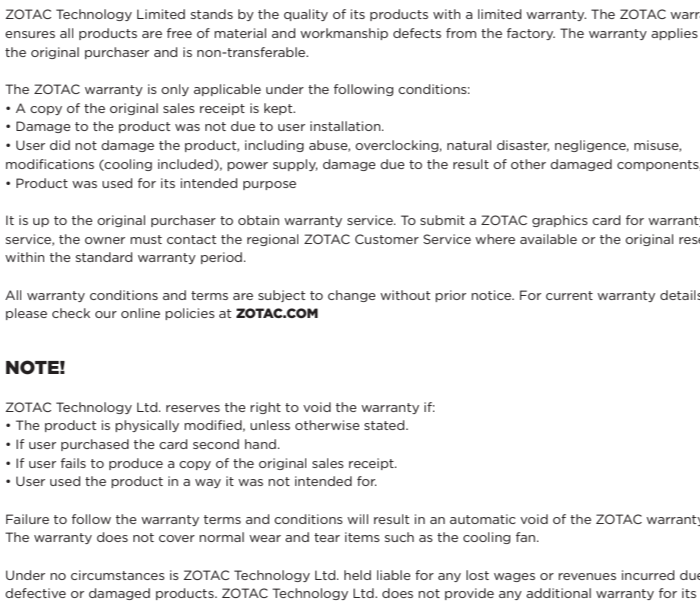 ZOTAC Technology Limited stands by the quality of its products with a limited warranty. The ZOTAC
ensures all products are free of material and workmanship defects from the factory. The warranty applies
the original purchaser and is non-transferable.
The ZOTAC warranty is only applicable under the following conditions:
• A copy of the original sales receipt is kept.
• Damage to the product was not due to user installation.
• User did not damage the product, including abuse, overclocking, natural disaster, negligence, misuse,
modifications (cooling included), power supply, damage due to the result of other damaged components
• Product was used for its intended purpose
It is up to the original purchaser to obtain warranty service. To submit a ZOTAC graphics card for
service, the owner must contact the regional ZOTAC Customer Service where available or the original
within the standard warranty period.
All warranty conditions and terms are subject to change without prior notice. For current warranty details
please check our online policies at ZOTAC.COM
NOTE!
ZOTAC Technology Ltd. reserves the right to void the warranty if:
• The product is physically modified, unless otherwise stated.
• If user purchased the card second hand.
• If user fails to produce a copy of the original sales receipt.
• User used the product in a way it was not intended for.
Failure to follow the warranty terms and conditions will result in an automatic void of the ZOTAC warranty
The warranty does not cover normal wear and tear items such as the cooling fan.
Under no circumstances is ZOTAC Technology Ltd. held liable for any lost wages or revenues incurred due
defective or damaged products. ZOTAC Technology Ltd. does not provide any additional warranty for its